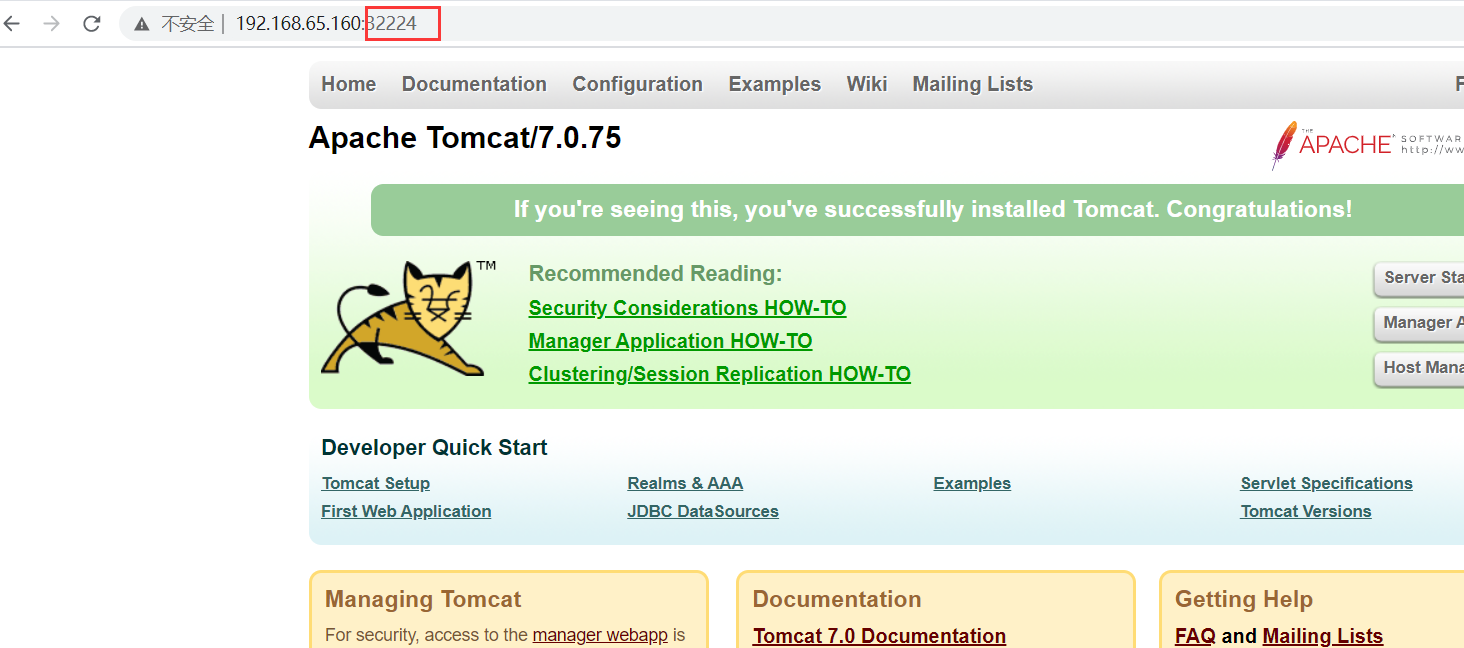 不安全 | 192.168.65.160:32224
Home Documentation Configuration Examples Wiki Mailing Lists
Apache Tomcat/7.0.75
THE
APACHE
http://ww
If you're seeing this, you've successfully installed Tomcat. Congratulations!
TM
Recommended Reading:
Security Considerations HOW-TO
Manager Application HOW-TO
Clustering/Session Replication HOW-TO
Server Sta
Manager A
Host Mana
Developer Quick Start
Tomcat Setup
First Web Application
Realms & AAA
JDBC DataSources
Examples
Servlet Specifications
Tomcat Versions
Managing Tomcat
For security, access to the manager webapp is
Documentation
Tomcat 7.0 Documentation
Getting Help
FAQ and Mailing Lists